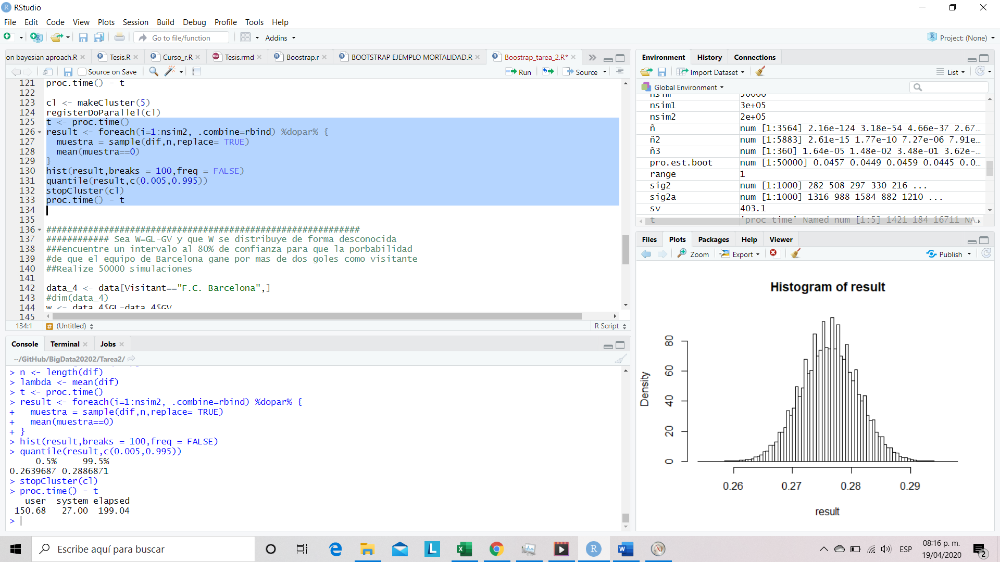 RStudio
File Edit Code View Plots Session Build Debug Profile Tools Help
Go to file/function Addins Project: (None)
on bayesian aproach.R Tesis.R Curso_r.R Tesis.rmd Boostrap.r BOOTSTRAP EJEMPLO MORTALIDAD.R Boostrap_tarea_2.R*
Source on Save Run Source
121 proc.time() - t
122
123 cl <- makeCluster(5)
124 registerDoParallel(cl)
125 t <- proc.time()
126 result <- foreach(i=1:nsim2, .combine=rbind) %dopar% {
127 muestra = sample(dif,n,replace= TRUE)
128 mean(muestra==0)
129 }
130 hist(result,breaks = 100,freq = FALSE)
131 quantile(result,c(0.005,0.995))
132 stopCluster(cl)
133 proc.time() - t
134
135
136 ############################################################
137 ############ Sea W=GL-GV y que W se distribuye de forma desconocida
138 ###encuentre un intervalo al 80% de confianza para que la porbabilidad
139 #de que el equipo de Barcelona gane por mas de dos goles como visitante
140 ##Realize 50000 simulaciones
141
142 data_4 <- data[Visitant=="F.C. Barcelona",]
143 #dim(data_4)
144 w <- data_4$GL-data_4$GV
145
134:1 (Untitled) R Script
Console Terminal Jobs
~/GitHub/BigData20202/Tarea2/
> n <- length(dif)
> lambda <- mean(dif)
> t <- proc.time()
> result <- foreach(i=1:nsim2, .combine=rbind) %dopar% {
+ muestra = sample(dif,n,replace= TRUE)
+ mean(muestra==0)
+ }
> hist(result,breaks = 100,freq = FALSE)
> quantile(result,c(0.005,0.995))
0.5% 99.5%
0.2639687 0.2886871
> stopCluster(cl)
> proc.time() - t
user system elapsed
150.68 27.00 199.04
>
Environment History Connections
Import Dataset List
Global Environment
nsim 50000
nsim1 3e+05
nsim2 2e+05
ñ num [1:3564] 2.16e-124 3.18e-54 4.66e-37 2.67…
ñ2 num [1:5883] 2.61e-15 1.77e-10 7.27e-06 7.91e…
ñ3 num [1:360] 1.64e-05 1.48e-02 3.48e-01 3.62e-…
pro.est.boot num [1:50000] 0.0457 0.0449 0.0459 0.0445 0.0…
range 1
sig2 num [1:1000] 282 508 297 330 216 ...
sig2a num [1:1000] 1316 988 1584 882 1210 ...
sv 403.1
t 'proc_time' Named num [1:5] 1421 184 16711 NA
Files Plots Packages Help Viewer
Zoom Export Publish
Histogram of result
Density
0 20 40 60 80
0.26 0.27 0.28 0.29
result
Escribe aquí para buscar
ESP
08:16 p. m.
19/04/2020
2